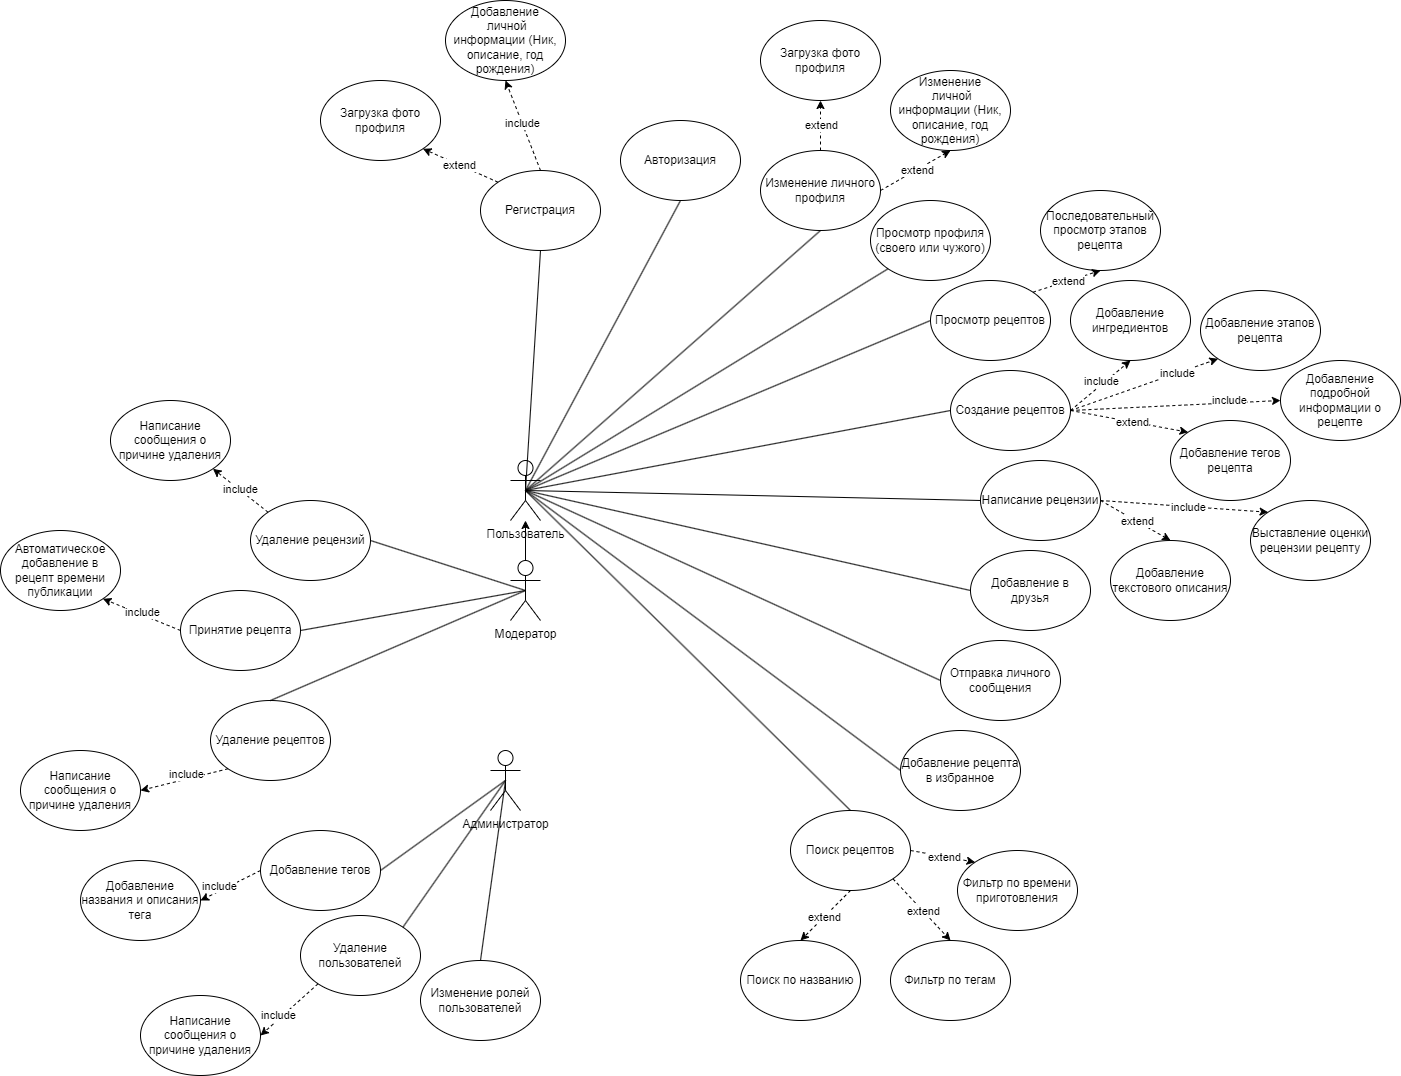 Добавление
личной
информации (Ник,
описание, год
рождения)
Загрузка фото
профиля
include
extend
Регистрация
Авторизация
Загрузка фото
профиля
Изменение
личной
информации (Ник,
описание, год
рождения)
extend
extend
Изменение личного
профиля
Просмотр профиля
(своего или чужого)
Последовательный
просмотр этапов
рецепта
extend
Просмотр рецептов
Добавление
ингредиентов
Добавление этапов
рецепта
include
include
Добавление
подробной
информации о
рецепте
include
Создание рецептов
extend
Добавление тегов
рецепта
Написание рецензии
include
extend
Выставление оценки
рецензии рецепту
Добавление
текстового описания
Добавление в
друзья
Отправка личного
сообщения
Добавление рецепта
в избранное
Поиск рецептов
extend
Фильтр по времени
приготовления
extend
extend
Поиск по названию
Фильтр по тегам
Пользователь
Модератор
Написание
сообщения о
причине удаления
include
Удаление рецензий
Автоматическое
добавление в
рецепт времени
публикации
include
Принятие рецепта
Удаление рецептов
include
Написание
сообщения о
причине удаления
Администратор
Добавление тегов
include
Добавление
названия и описания
тега
Удаление
пользователей
include
Написание
сообщения о
причине удаления
Изменение ролей
пользователей